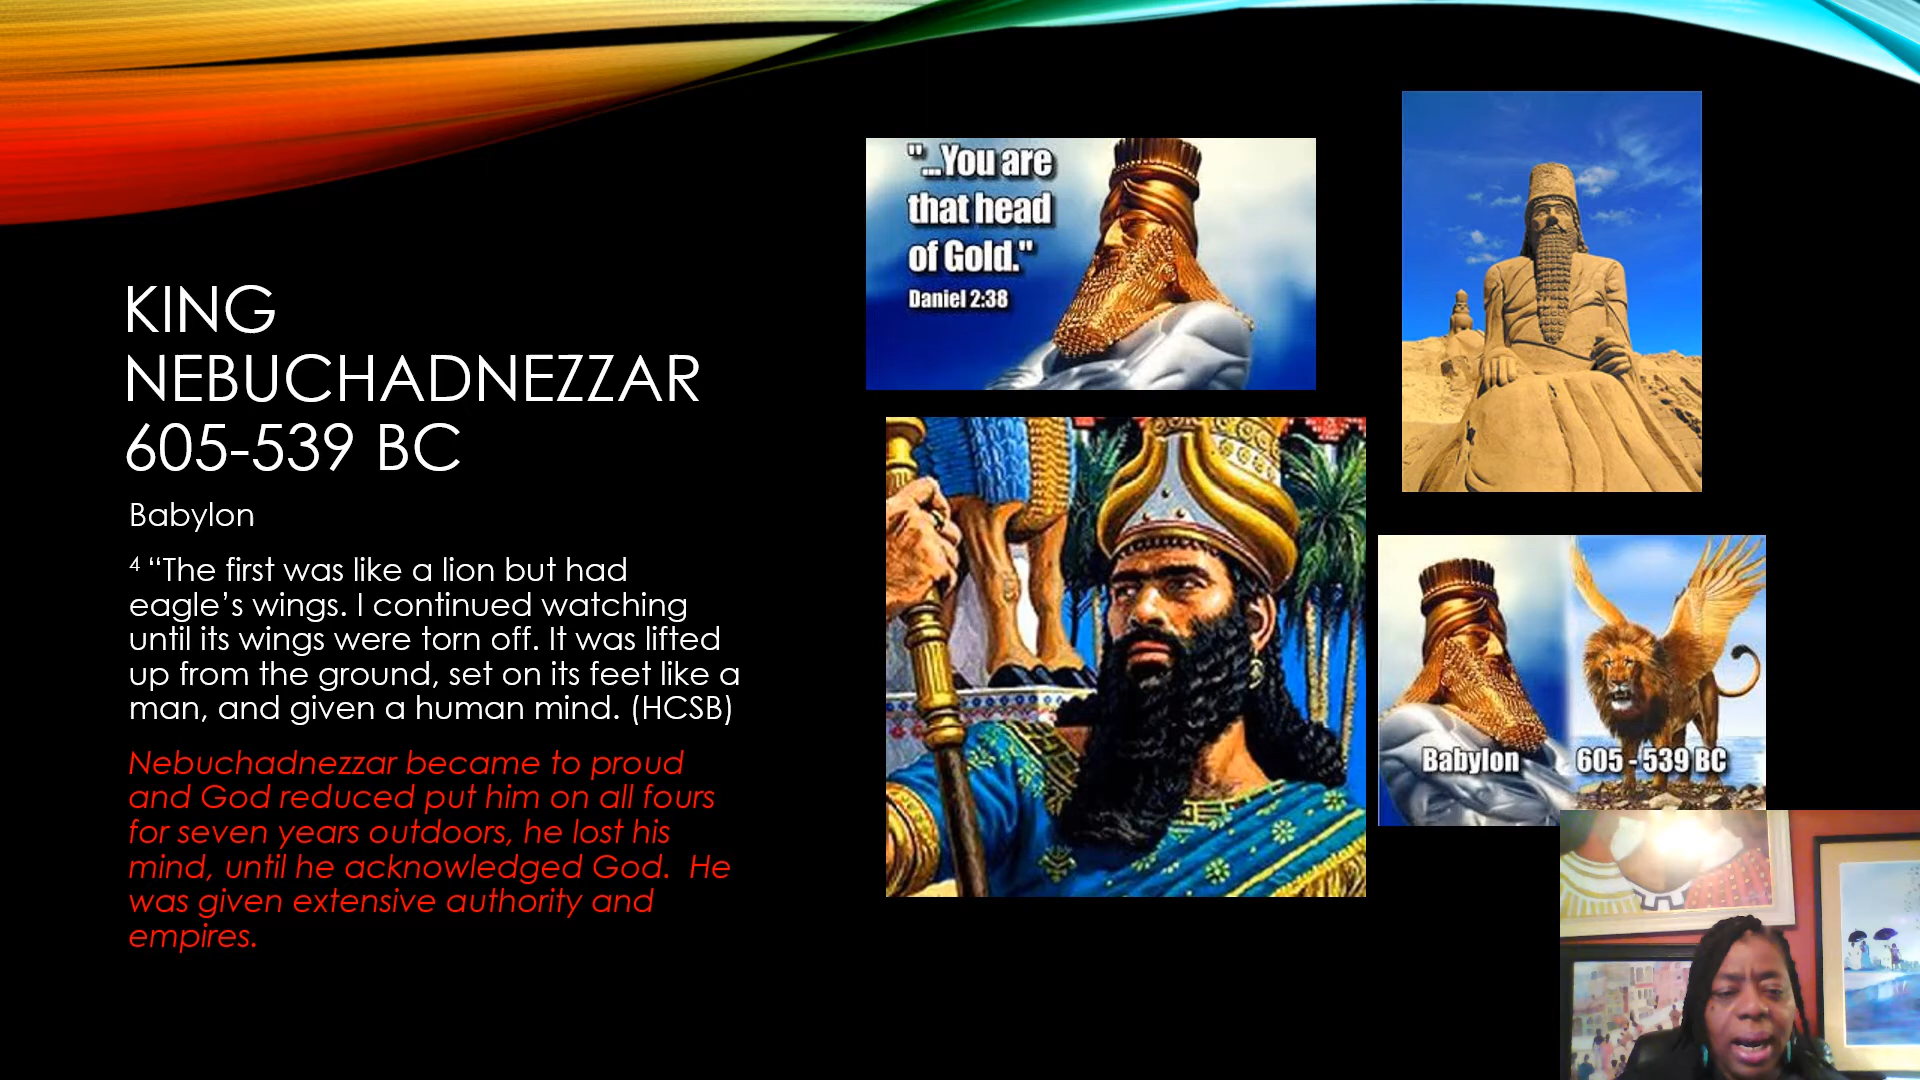 KING
NEBUCHADNEZZAR
605-539 BC
Babylon
4 “The first was like a lion but had
eagle’s wings. I continued watching
until its wings were torn off. It was lifted
up from the ground, set on its feet like a
man, and given a human mind. (HCSB)
Nebuchadnezzar became to proud
and God reduced put him on all fours
for seven years outdoors, he lost his
mind, until he acknowledged God.  He
was given extensive authority and
empires.
"...You are
that head
of Gold."
Daniel 2:38
Babylon
605 - 539 BC